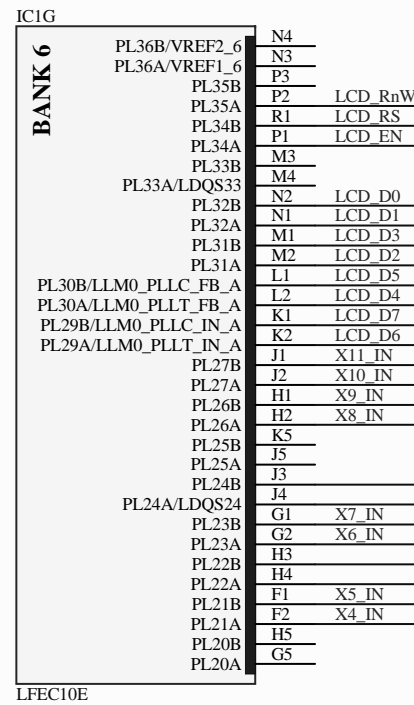 IC1G
BANK 6
PL36B/VREF2_6 N4
PL36A/VREF1_6 N3
PL35B P3
PL35A P2 LCD_RnW
PL34B R1 LCD_RS
PL34A P1 LCD_EN
PL33B M3
PL33A/LDQS33 M4
PL32B N2 LCD_D0
PL32A N1 LCD_D1
PL31B M1 LCD_D3
PL31A M2 LCD_D2
PL30B/LLM0_PLLC_FB_A L1 LCD_D5
PL30A/LLM0_PLLT_FB_A L2 LCD_D4
PL29B/LLM0_PLLC_IN_A K1 LCD_D7
PL29A/LLM0_PLLT_IN_A K2 LCD_D6
PL27B J1 X11_IN
PL27A J2 X10_IN
PL26B H1 X9_IN
PL26A H2 X8_IN
PL25B K5
PL25A J5
PL24B J3
PL24A/LDQS24 J4
PL23B G1 X7_IN
PL23A G2 X6_IN
PL22B H3
PL22A H4
PL21B F1 X5_IN
PL21A F2 X4_IN
PL20B H5
PL20A G5
LFEC10E